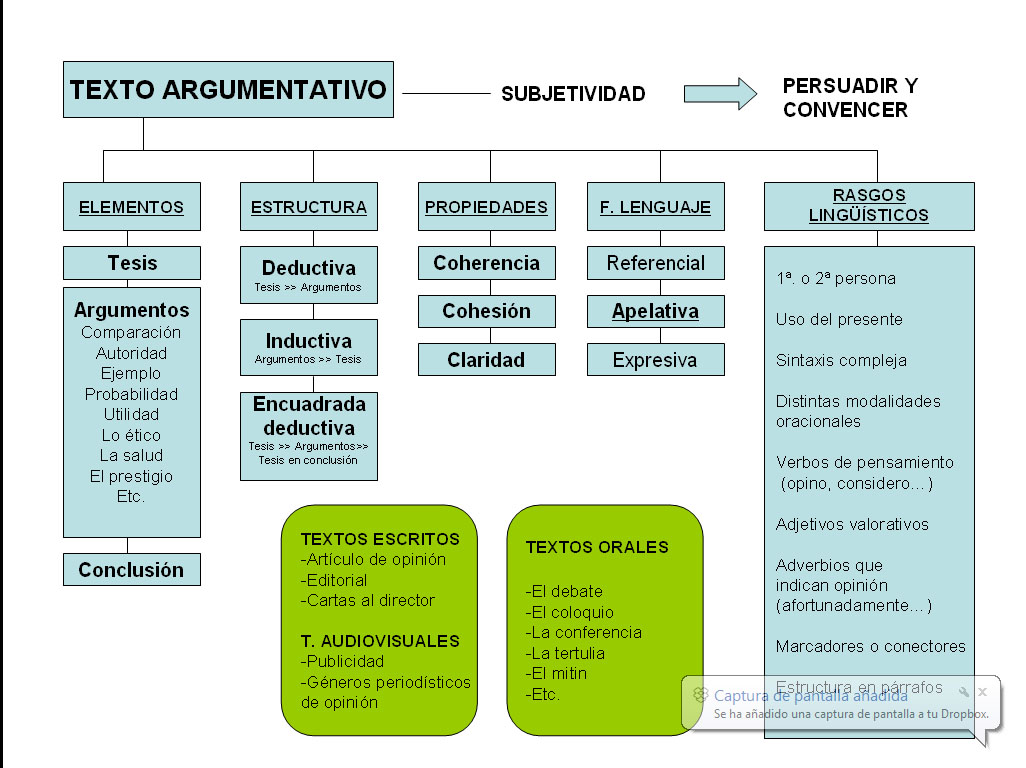 TEXTO ARGUMENTATIVO
SUBJETIVIDAD
PERSUADIR Y
CONVENCER
ELEMENTOS
Tesis
Argumentos
Comparación
Autoridad
Ejemplo
Probabilidad
Utilidad
Lo ético
La salud
El prestigio
Etc.
Conclusión
ESTRUCTURA
Deductiva
Tesis >> Argumentos
Inductiva
Argumentos >> Tesis
Encuadrada
deductiva
Tesis >> Argumentos>>
Tesis en conclusión
PROPIEDADES
Coherencia
Cohesión
Claridad
F. LENGUAJE
Referencial
Apelativa
Expresiva
RASGOS
LINGÜÍSTICOS
1ª. o 2ª persona
Uso del presente
Sintaxis compleja
Distintas modalidades
oracionales
Verbos de pensamiento
(opino, considero…)
Adjetivos valorativos
Adverbios que
indican opinión
(afortunadamente…)
Marcadores o conectores
Estructura en párrafos
TEXTOS ESCRITOS
-Artículo de opinión
-Editorial
-Cartas al director
T. AUDIOVISUALES
-Publicidad
-Géneros periodísticos
de opinión
TEXTOS ORALES
-El debate
-El coloquio
-La conferencia
-La tertulia
-El mitin
-Etc.
Captura de pantalla añadida
Se ha añadido una captura de pantalla a tu Dropbox.